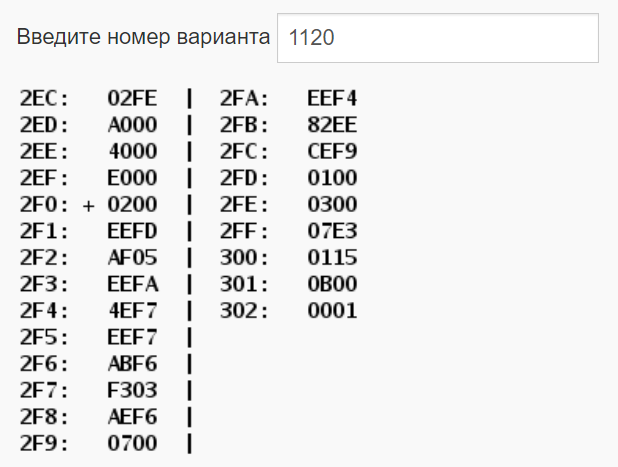 Введите номер варианта 1120
2EC: 02FE | 2FA: EEF4
2ED: A000 | 2FB: 82EE
2EE: 4000 | 2FC: CEF9
2EF: E000 | 2FD: 0100
2F0: + 0200 | 2FE: 0300
2F1: EEFD | 2FF: 07E3
2F2: AF05 | 300: 0115
2F3: EEFA | 301: 0B00
2F4: 4EF7 | 302: 0001
2F5: EEF7 |
2F6: ABF6 |
2F7: F303 |
2F8: AEF6 |
2F9: 0700 |